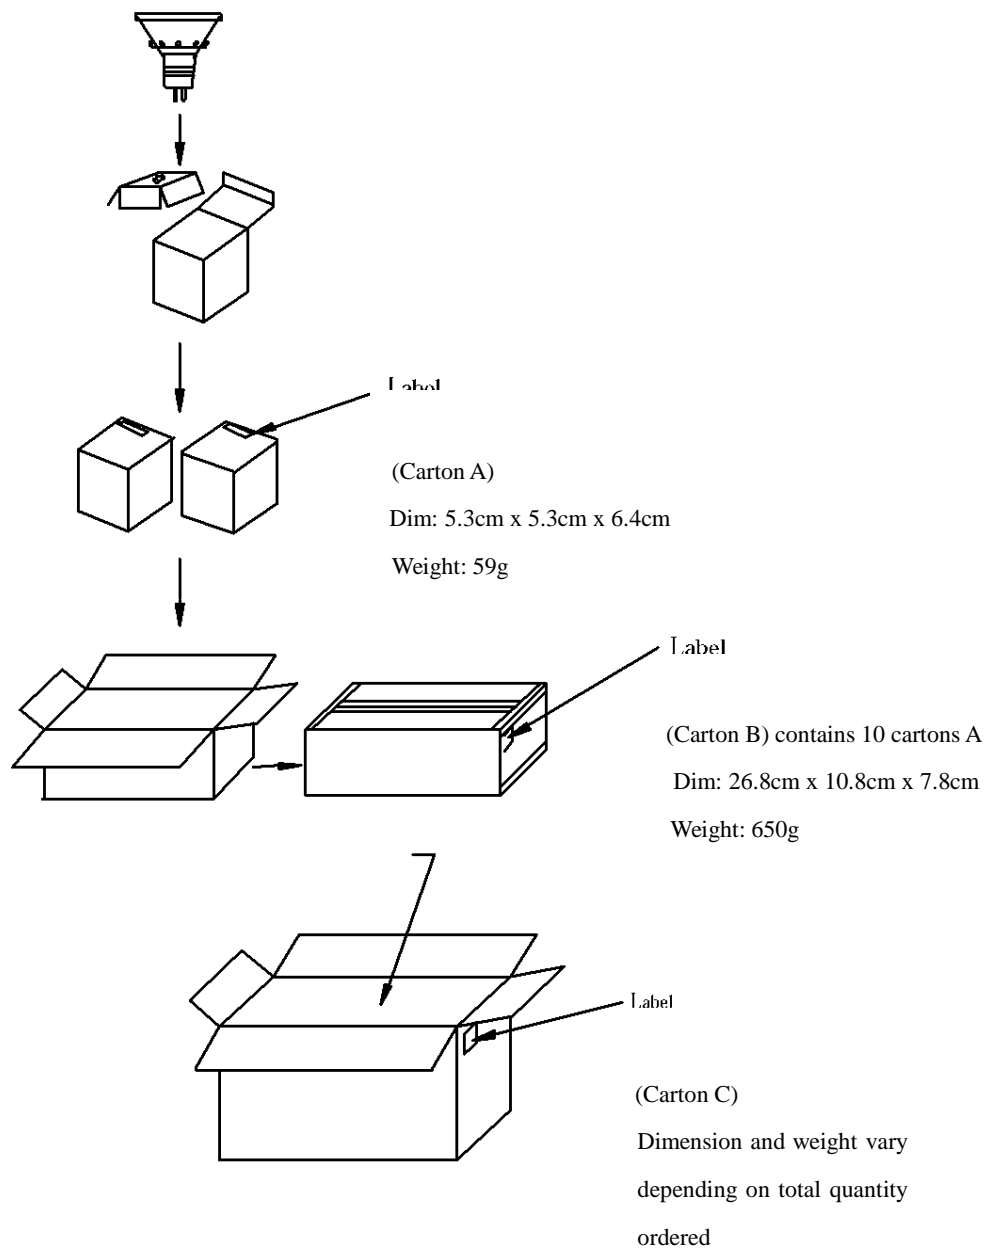 Label
(Carton A)
Dim: 5.3cm x 5.3cm x 6.4cm
Weight: 59g
Label
(Carton B) contains 10 cartons A
Dim: 26.8cm x 10.8cm x 7.8cm
Weight: 650g
Label
(Carton C)
Dimension and weight vary
depending on total quantity
ordered